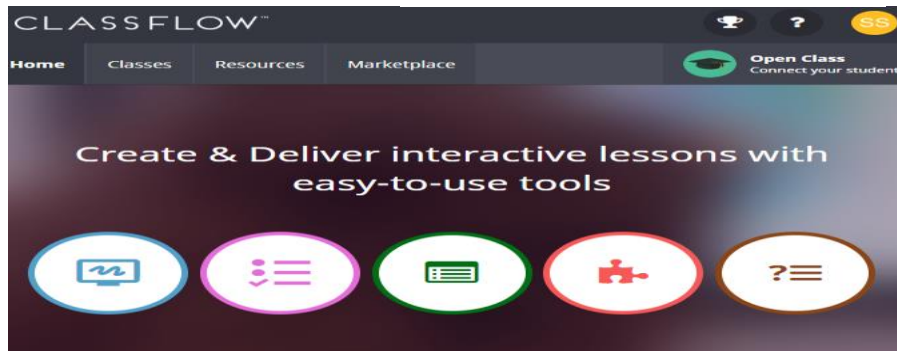 CLASSFLOW™
?
SS
Home
Classes
Resources
Marketplace
Open Class
Connect your student
Create & Deliver interactive lessons with
easy-to-use tools
?